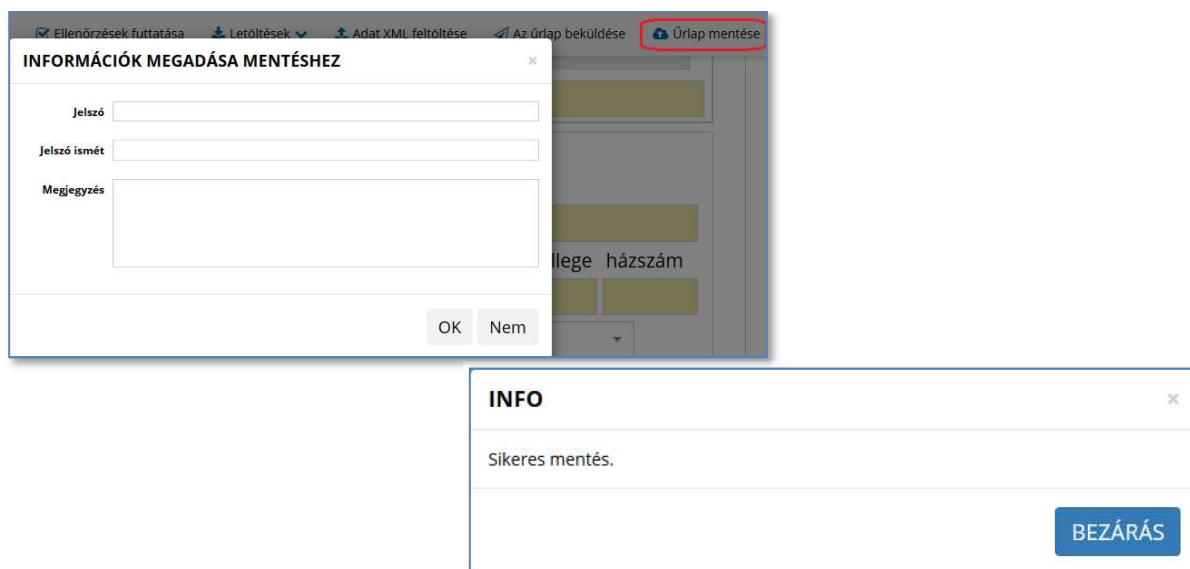 Ellenőrzések futtatása Letöltések Adat XML feltöltése Az űrlap beküldése Űrlap mentése
INFORMÁCIÓK MEGADÁSA MENTÉSHEZ ×
Jelszó
Jelszó ismét
Megjegyzés
llege házszám
OK Nem
INFO ×
Sikeres mentés.
BEZÁRÁS